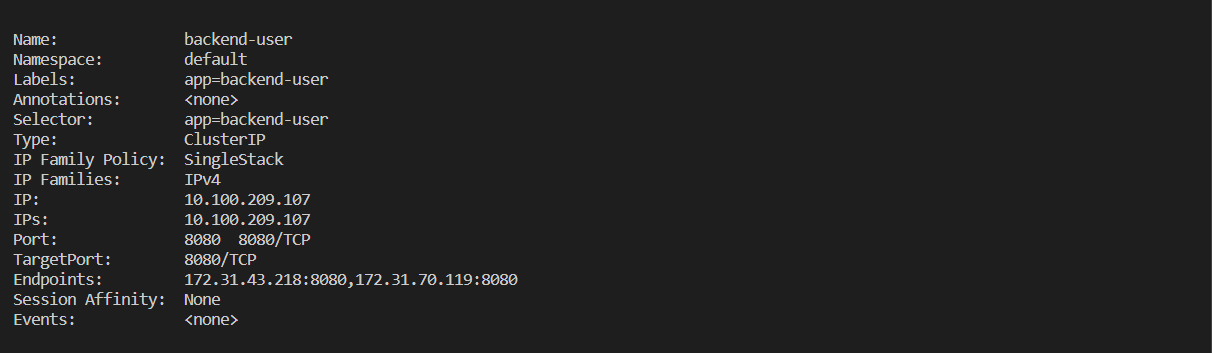 Name: backend-user
Namespace: default
Labels: app=backend-user
Annotations: <none>
Selector: app=backend-user
Type: ClusterIP
IP Family Policy: SingleStack
IP Families: IPv4
IP: 10.100.209.107
IPs: 10.100.209.107
Port: 8080 8080/TCP
TargetPort: 8080/TCP
Endpoints: 172.31.43.218:8080,172.31.70.119:8080
Session Affinity: None
Events: <none>